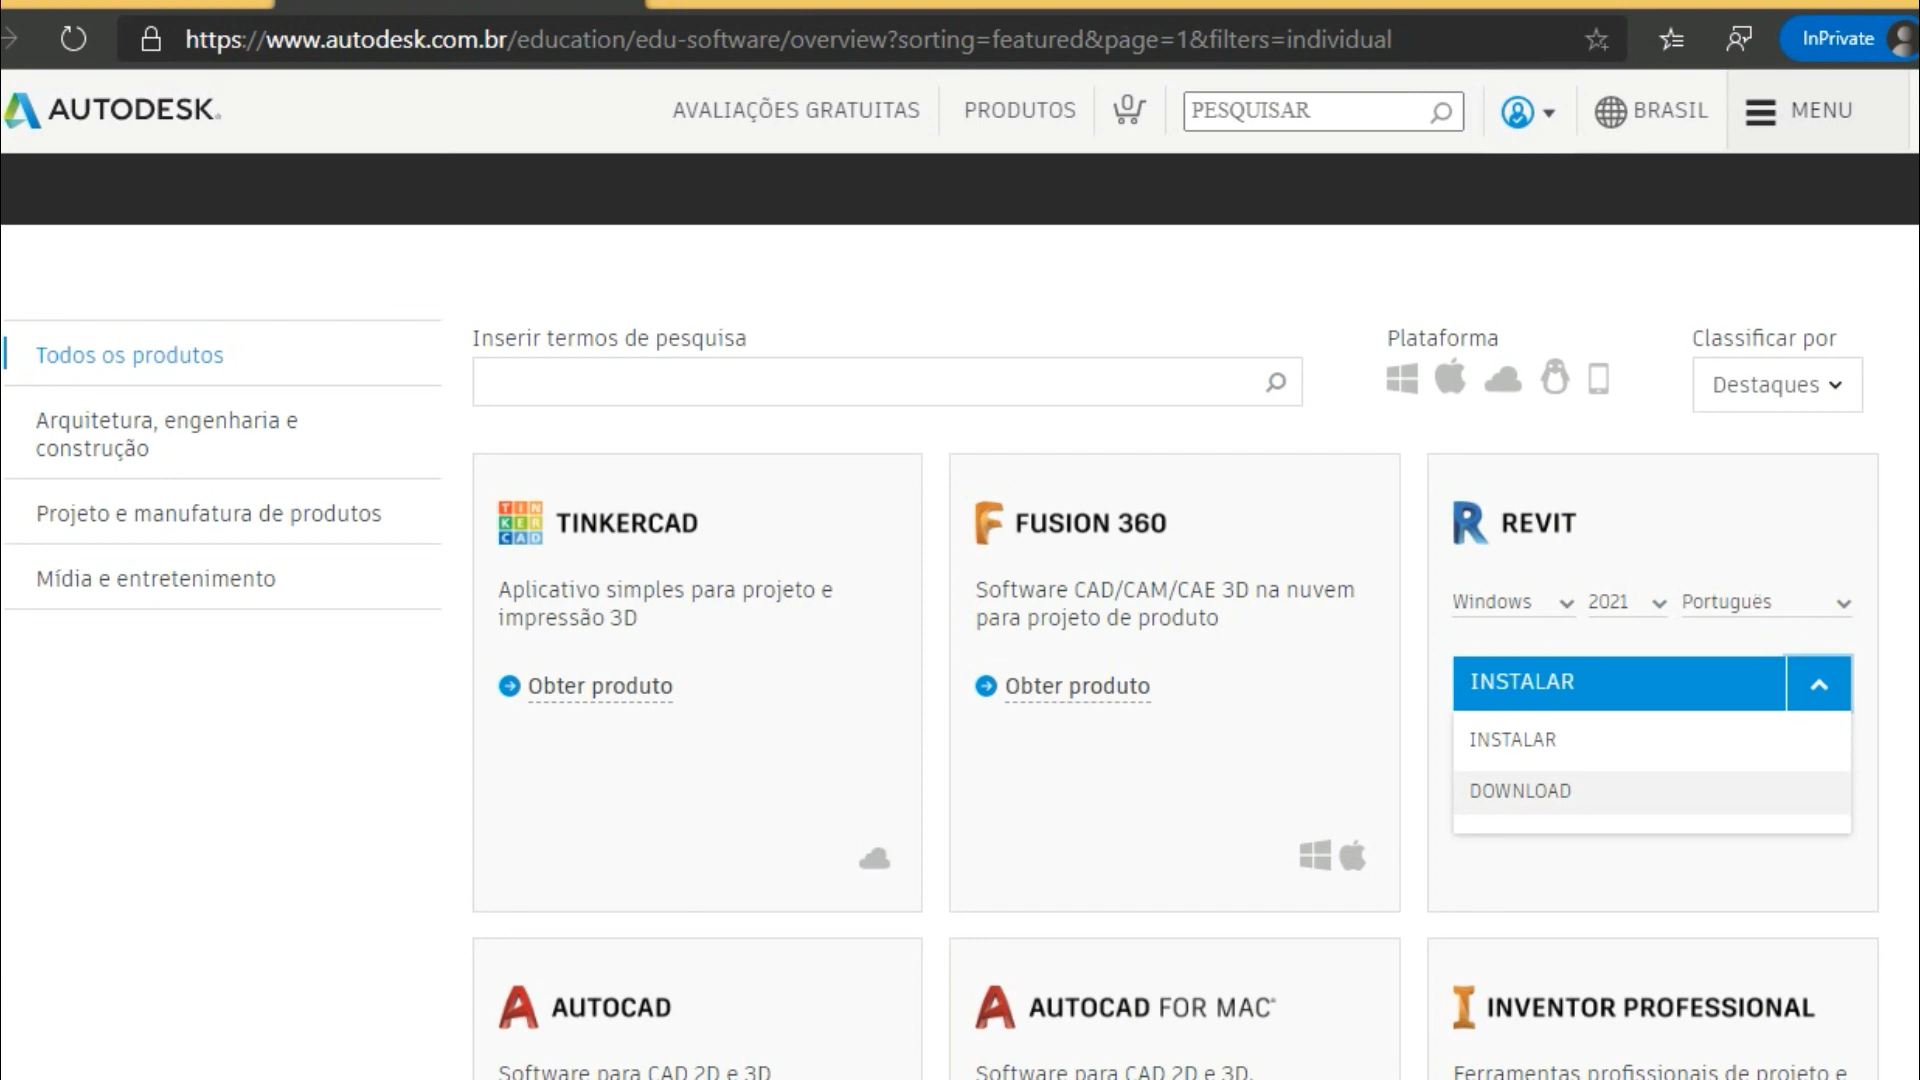 https://www.autodesk.com.br/education/edu-software/overview?sorting=featured&page=1&filters=individual
InPrivate
AUTODESK.
AVALIAÇÕES GRATUITAS
PRODUTOS
0
PESQUISAR
BRASIL
MENU
Todos os produtos
Arquitetura, engenharia e
construção
Projeto e manufatura de produtos
Mídia e entretenimento
Inserir termos de pesquisa
Plataforma
Classificar por
Destaques
TIN
KER
CAD
TINKERCAD
Aplicativo simples para projeto e
impressão 3D
Obter produto
FUSION 360
Software CAD/CAM/CAE 3D na nuvem
para projeto de produto
Obter produto
REVIT
Windows
2021
Português
INSTALAR
INSTALAR
DOWNLOAD
AUTOCAD
Software para CAD 2D e 3D
AUTOCAD FOR MAC®
Software para CAD 2D e 3D.
INVENTOR PROFESSIONAL
Ferramentas profissionais de projeto e